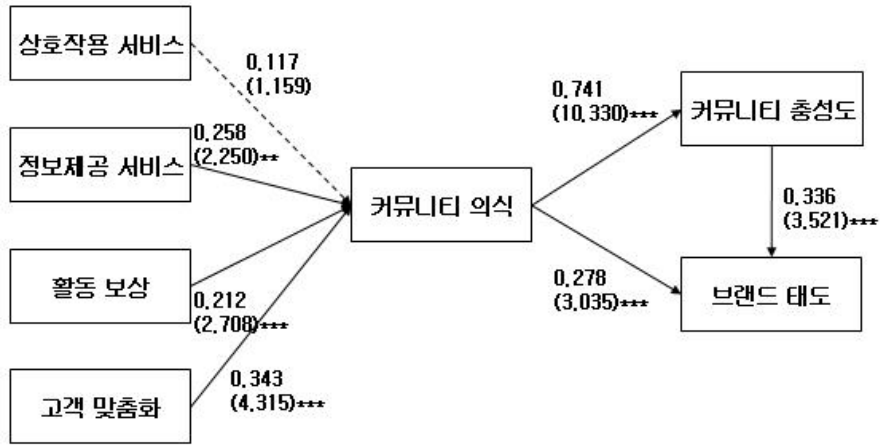 상호작용 서비스
0.117
(1.159)
정보제공 서비스
0.258
(2.250)**
활동 보상
0.212
(2.708)***
고객 맞춤화
0.343
(4.315)***
커뮤니티 의식
0.741
(10.330)***
커뮤니티 충성도
0.336
(3.521)***
0.278
(3.035)***
브랜드 태도